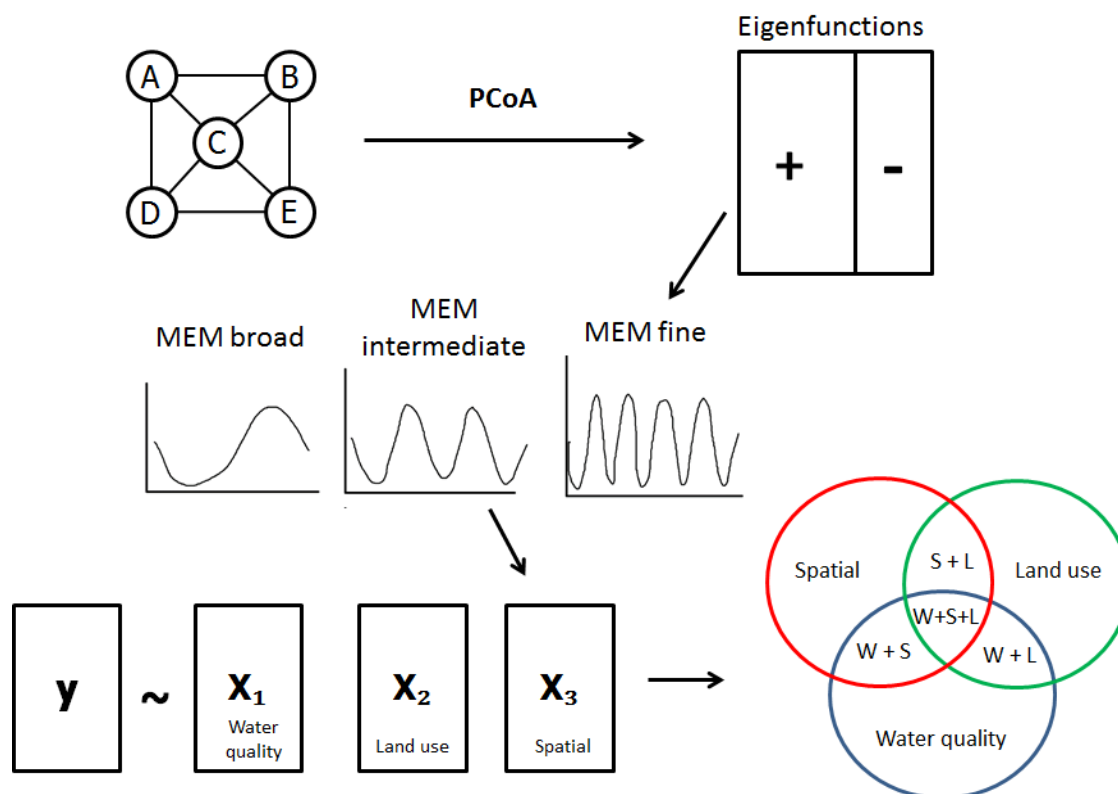 Eigenfunctions
A
B
PCoA
C
+
-
D
E
MEM broad
MEM
intermediate
MEM fine
Spatial
S + L
Land use
W+S+L
W + S
W + L
Water quality
y
~
X₁
Water
quality
X₂
Land use
X₃
Spatial